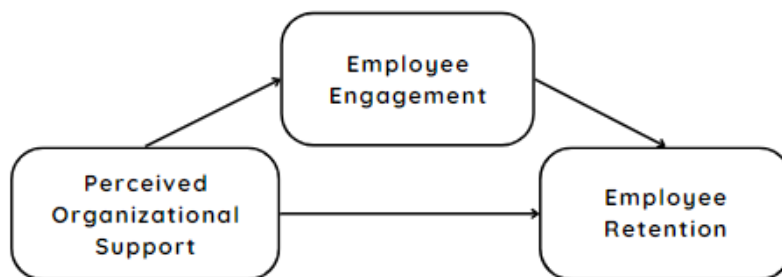 Employee
Engagement
Perceived
Organizational
Support
Employee
Retention